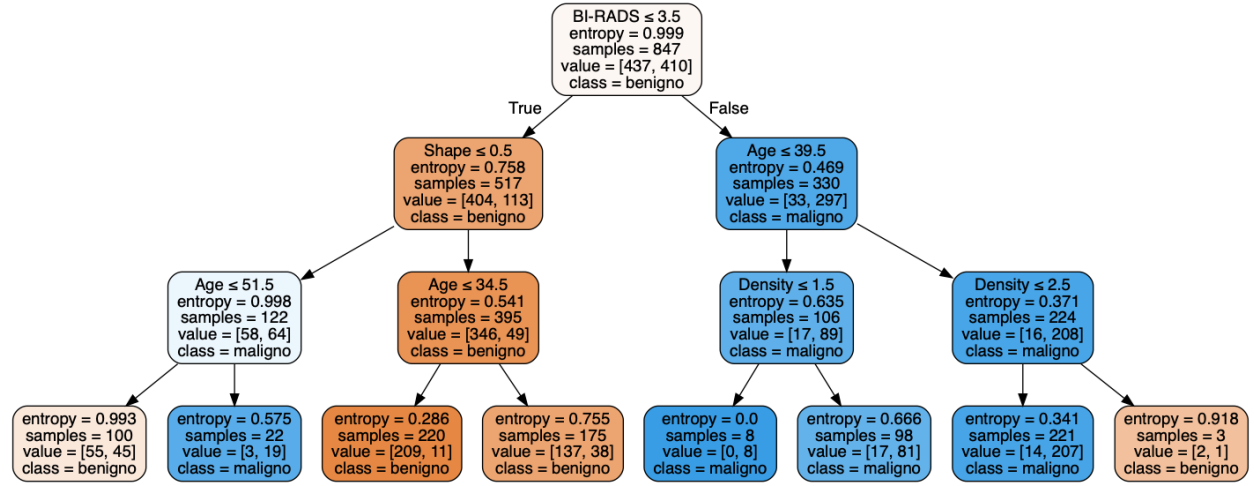 BI-RADS ≤ 3.5
entropy = 0.999
samples = 847
value = [437, 410]
class = benigno
True
False
Shape ≤ 0.5
entropy = 0.758
samples = 517
value = [404, 113]
class = benigno
Age ≤ 39.5
entropy = 0.469
samples = 330
value = [33, 297]
class = maligno
Age ≤ 51.5
entropy = 0.998
samples = 122
value = [58, 64]
class = maligno
Age ≤ 34.5
entropy = 0.541
samples = 395
value = [346, 49]
class = benigno
Density ≤ 1.5
entropy = 0.635
samples = 106
value = [17, 89]
class = maligno
Density ≤ 2.5
entropy = 0.371
samples = 224
value = [16, 208]
class = maligno
entropy = 0.993
samples = 100
value = [55, 45]
class = benigno
entropy = 0.575
samples = 22
value = [3, 19]
class = maligno
entropy = 0.286
samples = 220
value = [209, 11]
class = benigno
entropy = 0.755
samples = 175
value = [137, 38]
class = benigno
entropy = 0.0
samples = 8
value = [0, 8]
class = maligno
entropy = 0.666
samples = 98
value = [17, 81]
class = maligno
entropy = 0.341
samples = 221
value = [14, 207]
class = maligno
entropy = 0.918
samples = 3
value = [2, 1]
class = benigno